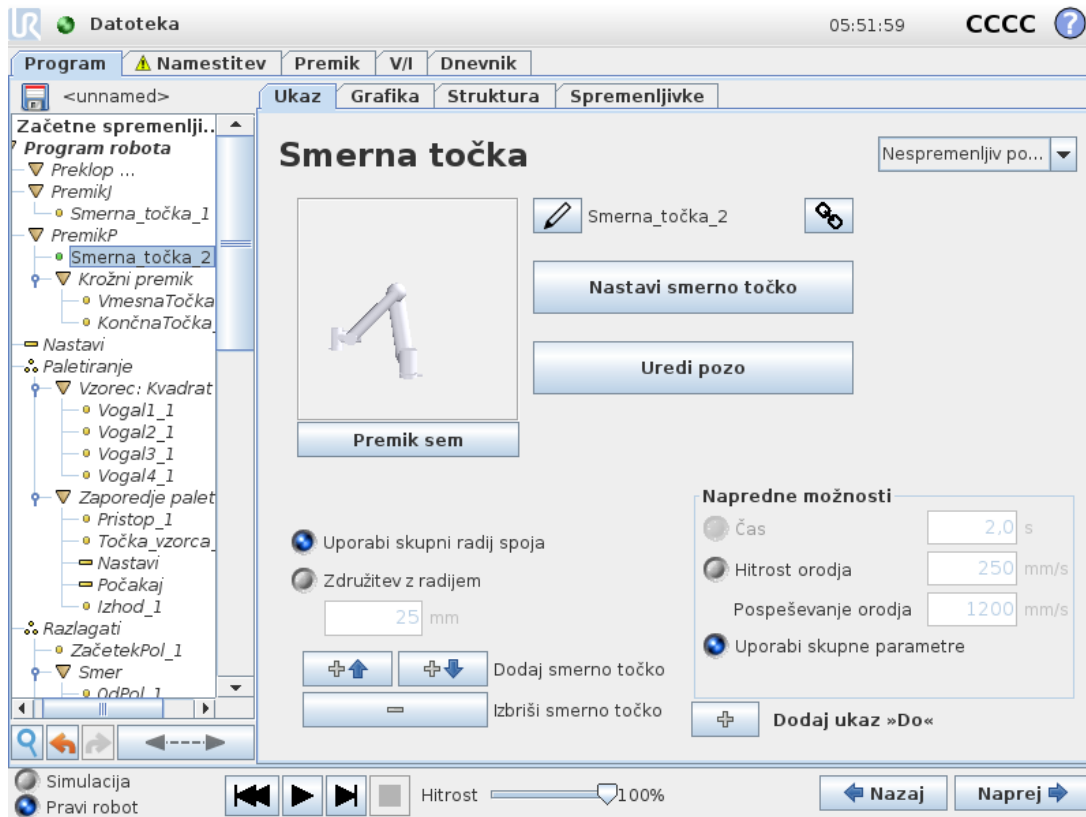 UR Datoteka 05:51:59 CCCC ?
Program Namestitev Premik V/I Dnevnik
<unnamed>
Ukaz Grafika Struktura Spremenljivke
Začetne spremenlji..
Program robota
Preklop ...
PremikJ
Smerna_točka_1
PremikP
Smerna_točka_2
Krožni premik
VmesnaTočka
KončnaTočka_
Nastavi
Paletiranje
Vzorec: Kvadrat
Vogal1_1
Vogal2_1
Vogal3_1
Vogal4_1
Zaporedje palet
Pristop_1
Točka_vzorca_
Nastavi
Počakaj
Izhod_1
Razlagati
ZačetekPol_1
Smer
OdPol_1
Smerna točka
Nespremenljiv po...
Smerna_točka_2
Nastavi smerno točko
Uredi pozo
Premik sem
Uporabi skupni radij spoja
Združitev z radijem
25 mm
Dodaj smerno točko
Izbriši smerno točko
Napredne možnosti
Čas 2,0 s
Hitrost orodja 250 mm/s
Pospeševanje orodja 1200 mm/s
Uporabi skupne parametre
Dodaj ukaz »Do«
Simulacija
Pravi robot
Hitrost 100%
Nazaj Naprej